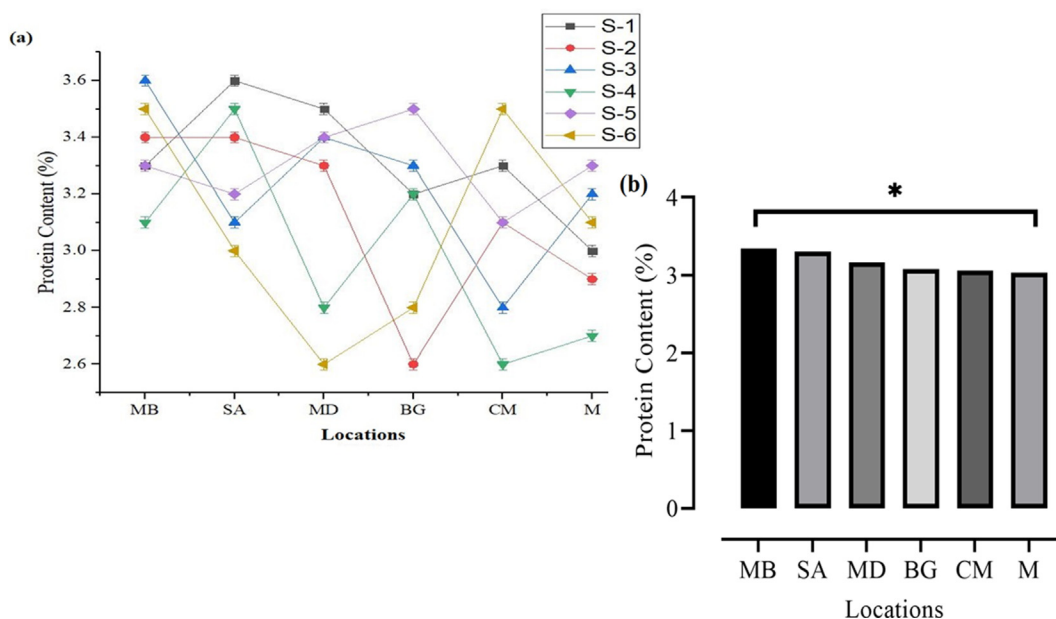 (a)
S-1
S-2
S-3
S-4
S-5
S-6
Protein Content (%)
3.6
3.4
3.2
3.0
2.8
2.6
MB SA MD BG CM M
Locations
(b)
*
Protein Content (%)
4
3
2
1
0
MB SA MD BG CM M
Locations